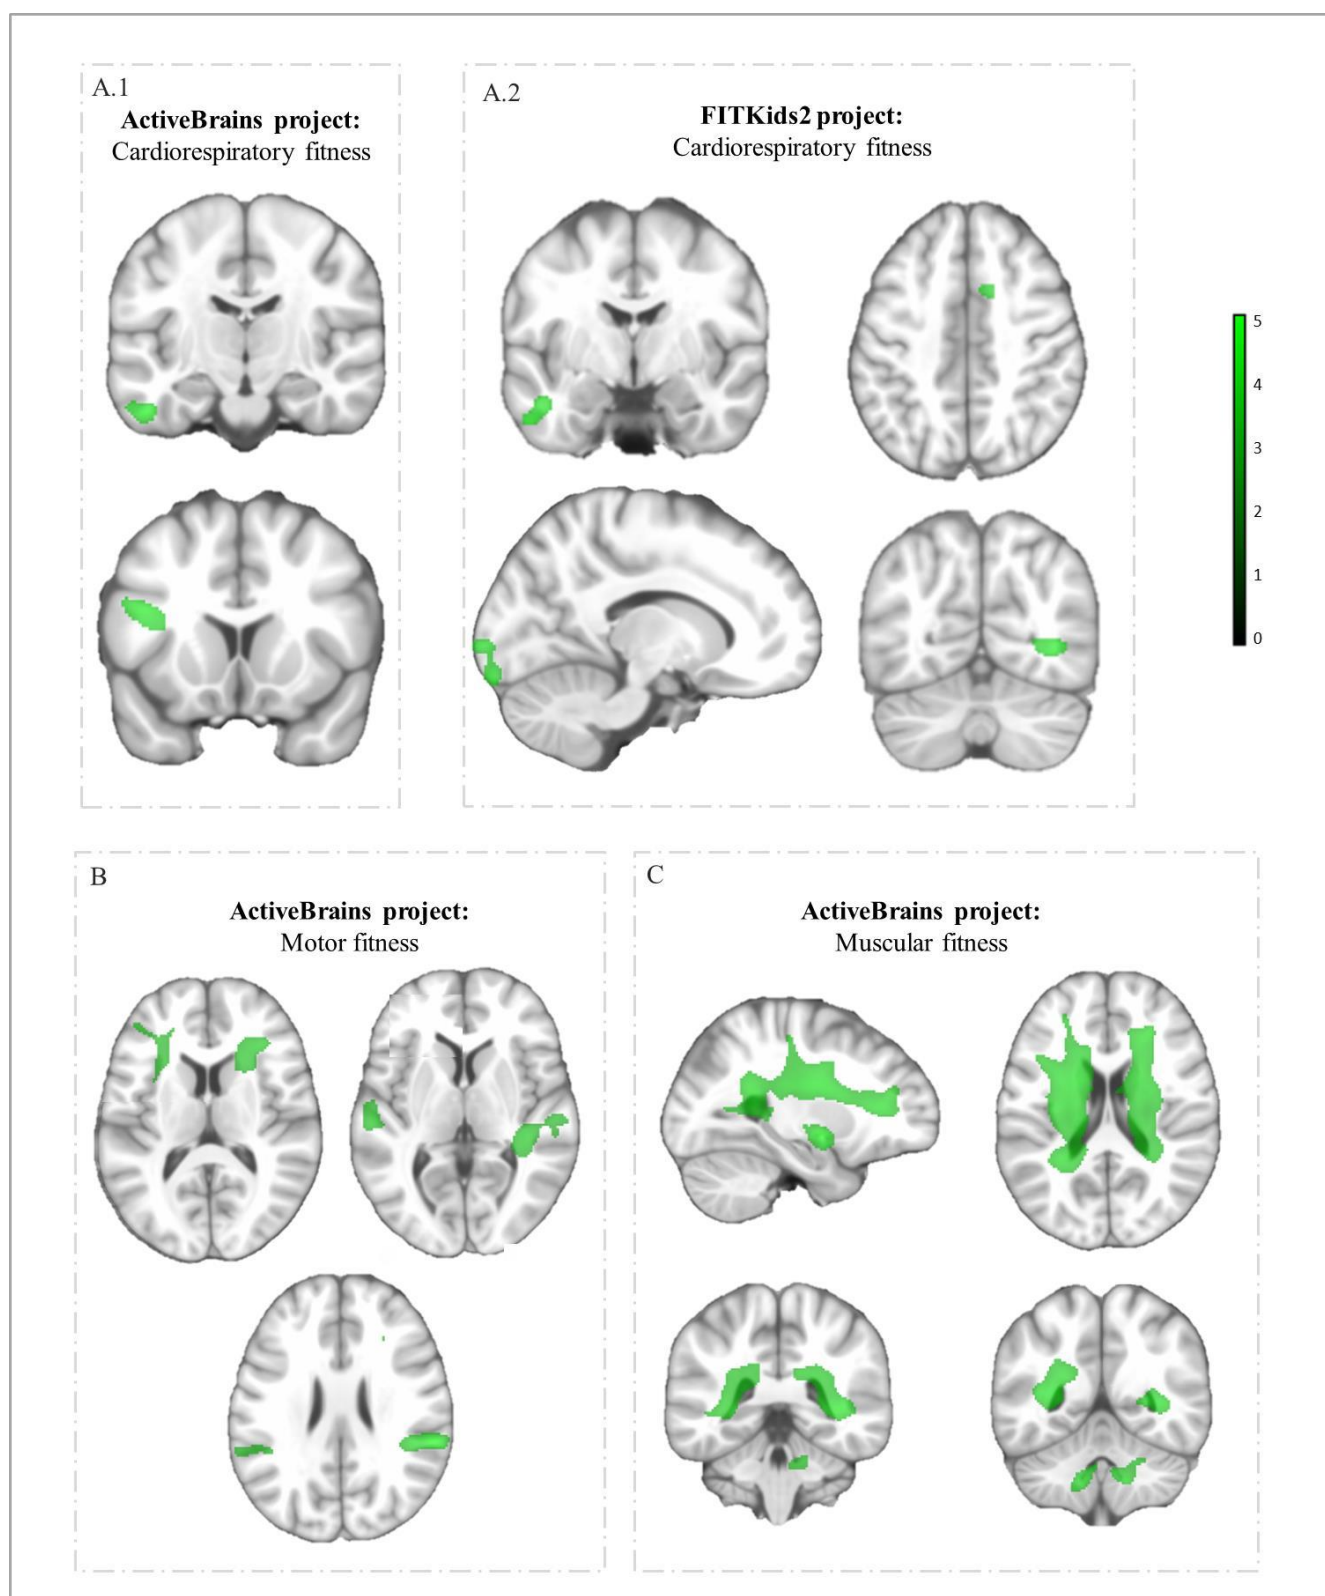 A.1
ActiveBrains project:
Cardiorespiratory fitness
A.2
FITKids2 project:
Cardiorespiratory fitness
5
4
3
2
1
0
B
ActiveBrains project:
Motor fitness
C
ActiveBrains project:
Muscular fitness